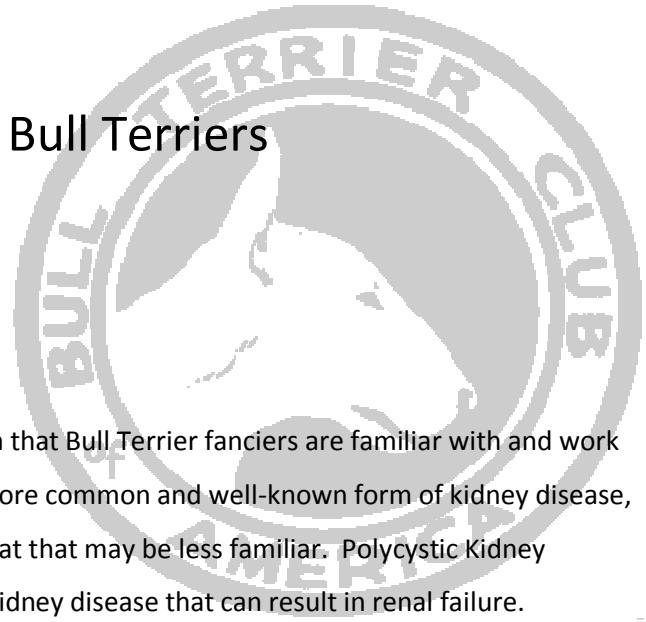 TERRIER
Bull Terriers
BULL
CLUB
n that Bull Terrier fanciers are familiar with and work
of
ore common and well-known form of kidney disease,
at that may be less familiar.  Polycystic Kidney
AMERICA
idney disease that can result in renal failure.